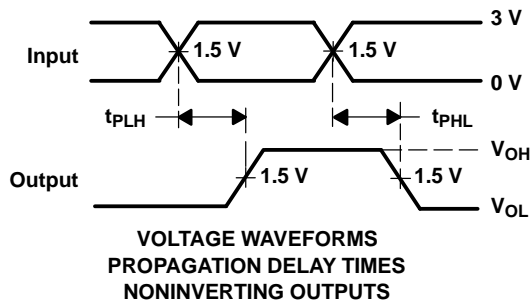 3 V
Input
1.5 V
1.5 V
0 V
tPLH
tPHL
VOH
Output
1.5 V
1.5 V
VOL
VOLTAGE WAVEFORMS
PROPAGATION DELAY TIMES
NONINVERTING OUTPUTS